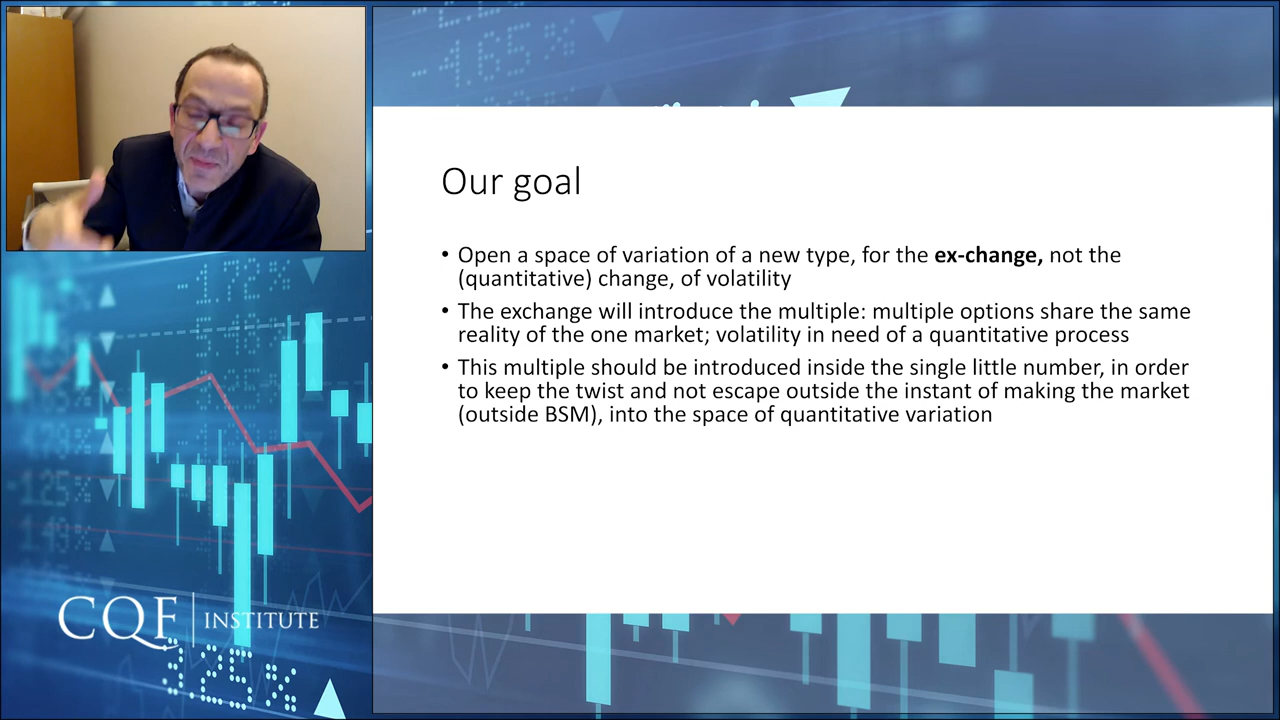 -4.65%
Our goal
• Open a space of variation of a new type, for the ex-change, not the
(quantitative) change, of volatility
• The exchange will introduce the multiple: multiple options share the same
reality of the one market; volatility in need of a quantitative process
• This multiple should be introduced inside the single little number, in order
to keep the twist and not escape outside the instant of making the market
(outside BSM), into the space of quantitative variation
-1.72%
CQF INSTITUTE